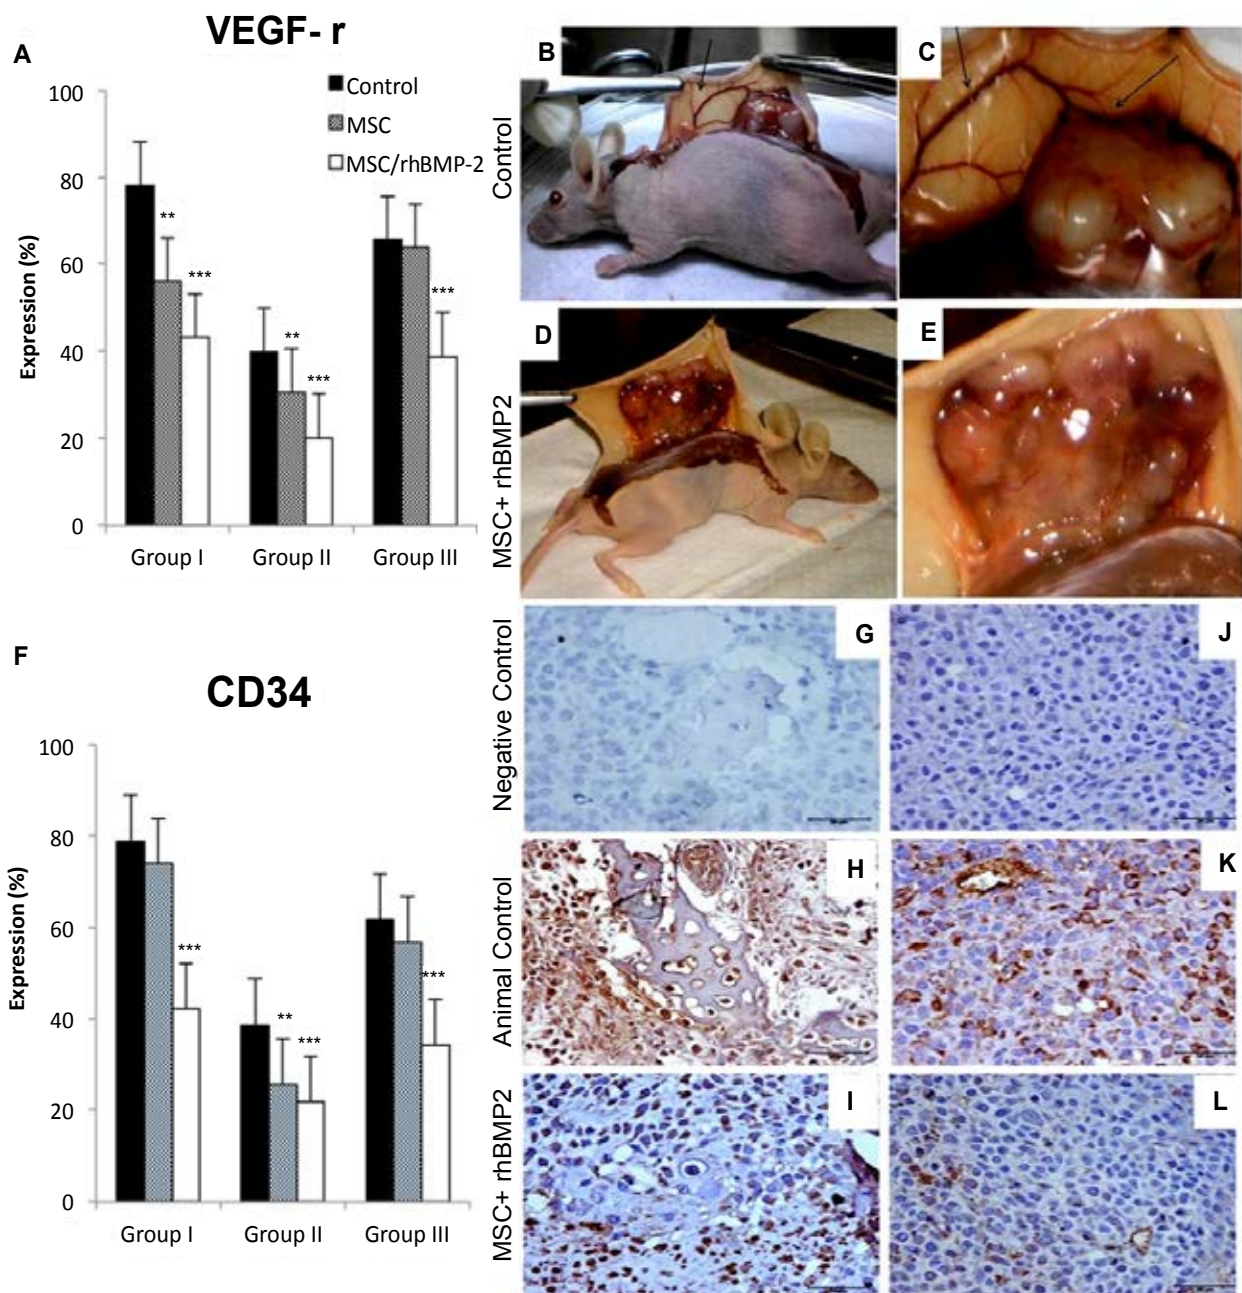 VEGF- r
A
Control
MSC
MSC/rhBMP-2
Expression (%)
100
80
60
40
20
0
**
***
**
***
***
Group I
Group II
Group III
B
C
Control
D
E
MSC+ rhBMP2
F
CD34
Expression (%)
100
80
60
40
20
0
***
**
***
***
Group I
Group II
Group III
G
J
Negative Control
H
K
Animal Control
I
L
MSC+ rhBMP2